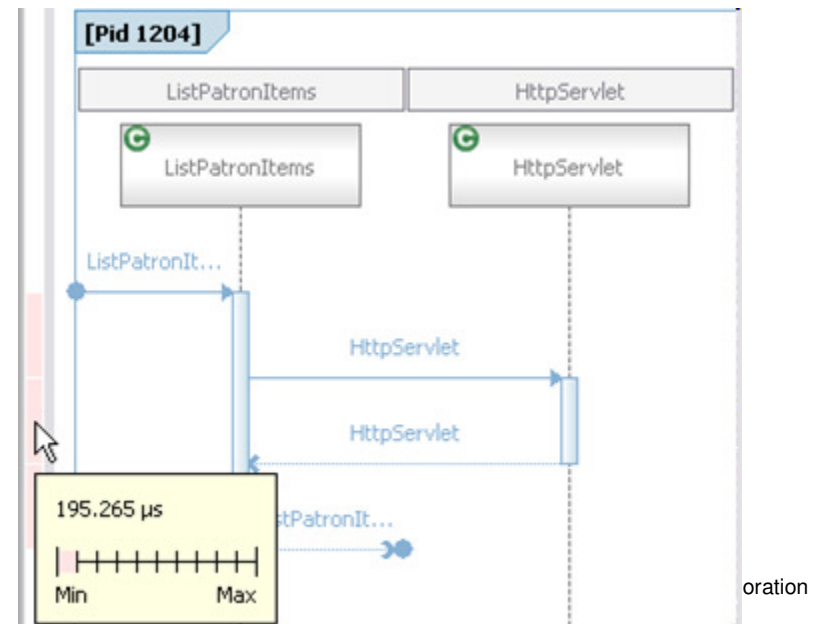 [Pid 1204]
ListPatronItems HttpServlet
C ListPatronItems C HttpServlet
ListPatronIt...
HttpServlet
HttpServlet
195.265 µs
stPatronIt...
Min Max
oration